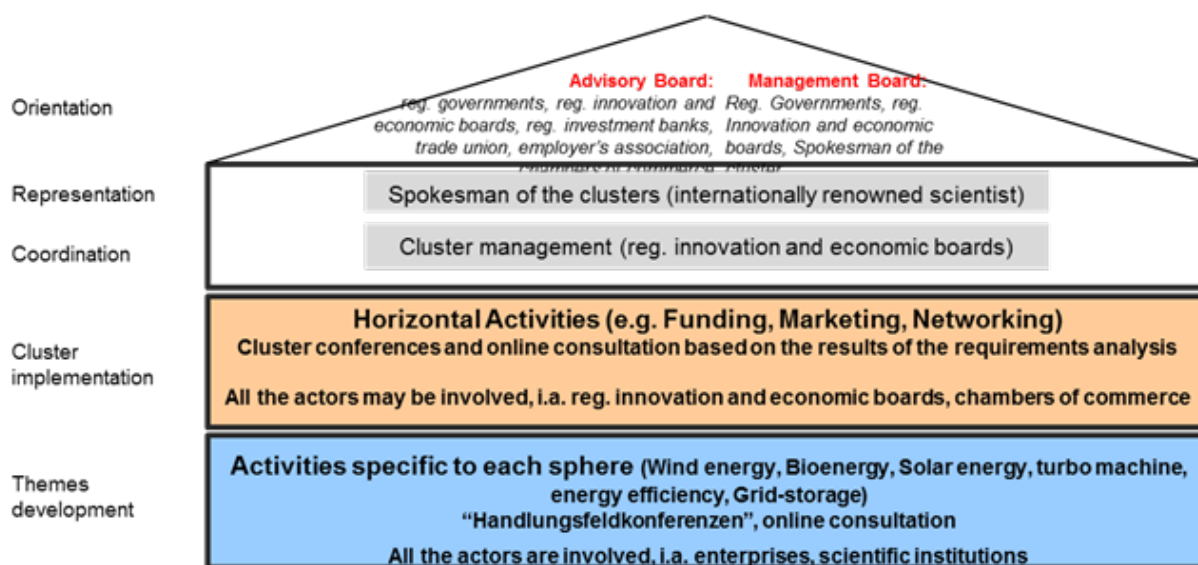 Orientation
Advisory Board:
reg. governments, reg. innovation and
economic boards, reg. investment banks,
trade union, employer's association,
chambers of commerce
Management Board:
Reg. Governments, reg.
Innovation and economic
boards, Spokesman of the
cluster
Representation
Spokesman of the clusters (internationally renowned scientist)
Coordination
Cluster management (reg. innovation and economic boards)
Cluster
implementation
Horizontal Activities (e.g. Funding, Marketing, Networking)
Cluster conferences and online consultation based on the results of the requirements analysis
All the actors may be involved, i.a. reg. innovation and economic boards, chambers of commerce
Themes
development
Activities specific to each sphere (Wind energy, Bioenergy, Solar energy, turbo machine,
energy efficiency, Grid-storage)
“Handlungsfeldkonferenzen”, online consultation
All the actors are involved, i.a. enterprises, scientific institutions